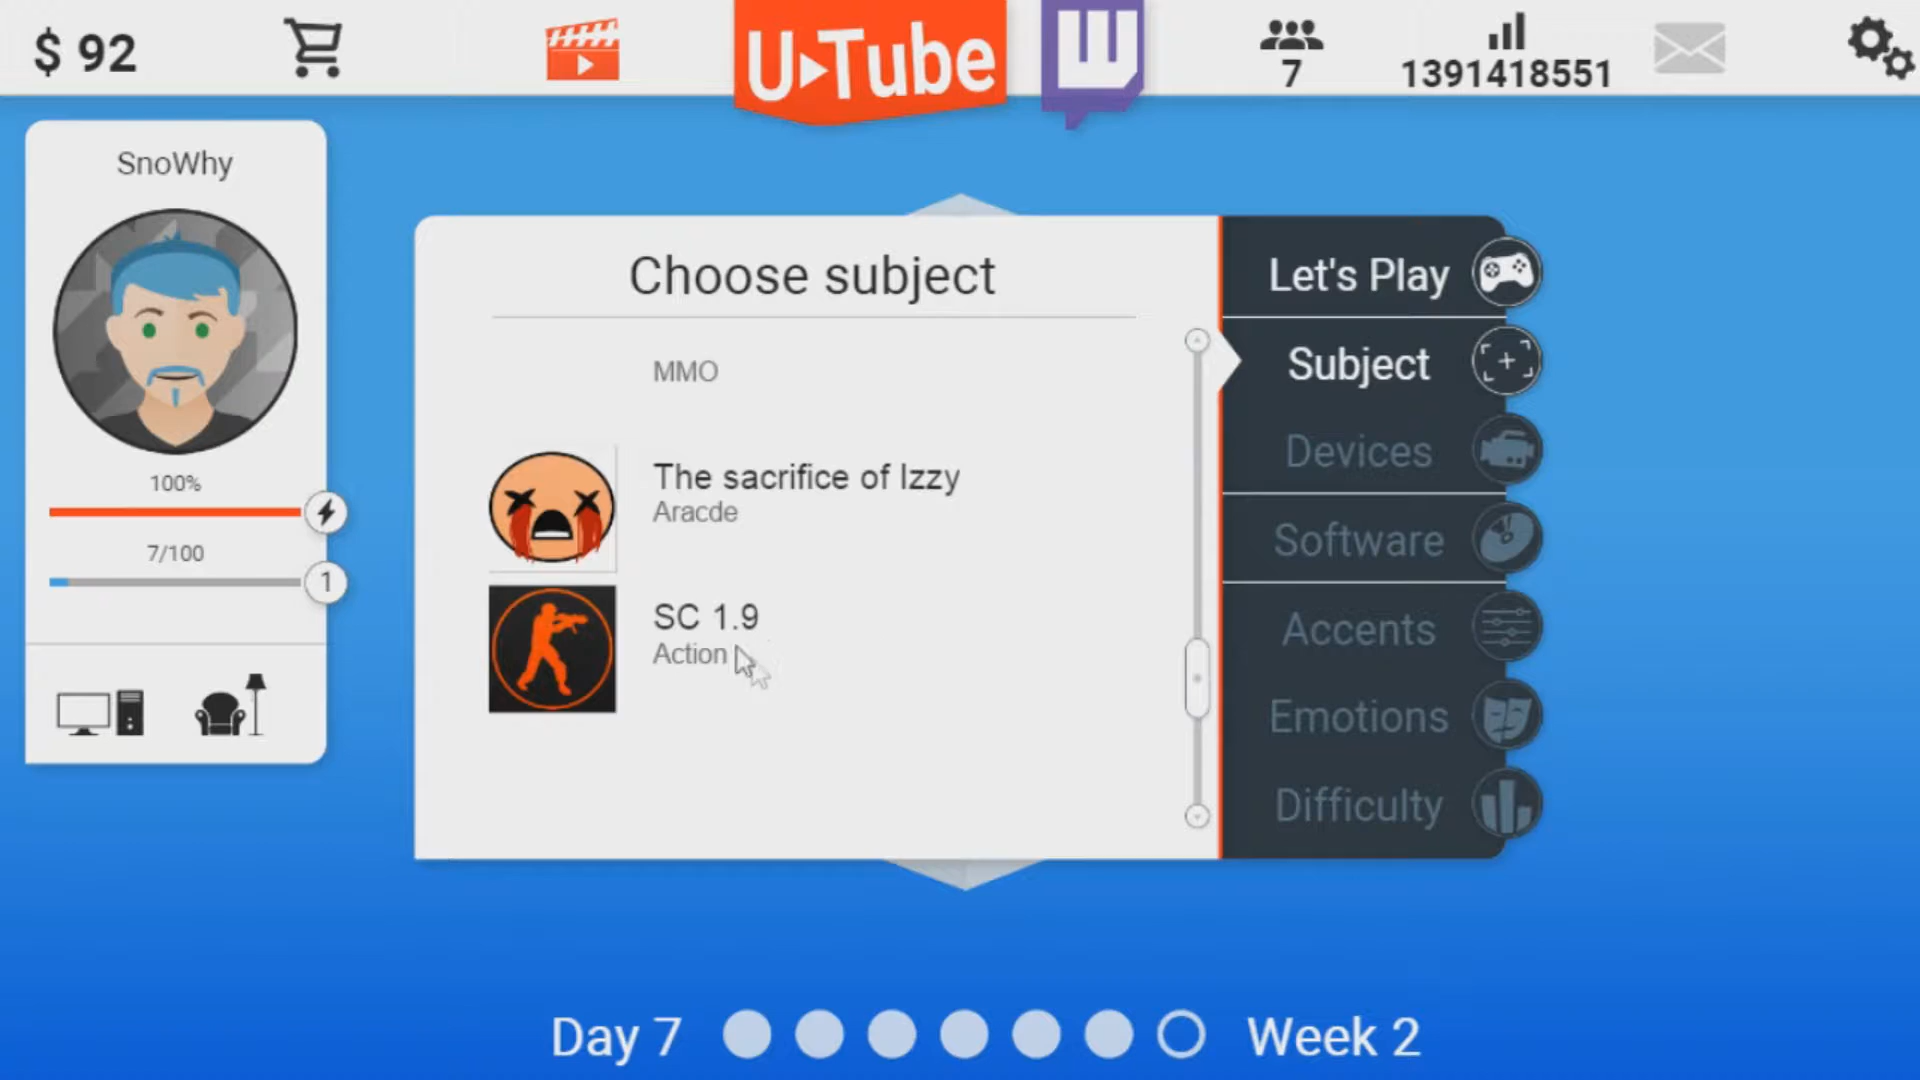 $ 92
U▶Tube
7
1391418551
SnoWhy
100%
7/100
1
Choose subject
MMO
The sacrifice of Izzy
Aracde
SC 1.9
Action
Let's Play
Subject
Devices
Software
Accents
Emotions
Difficulty
Day 7
Week 2